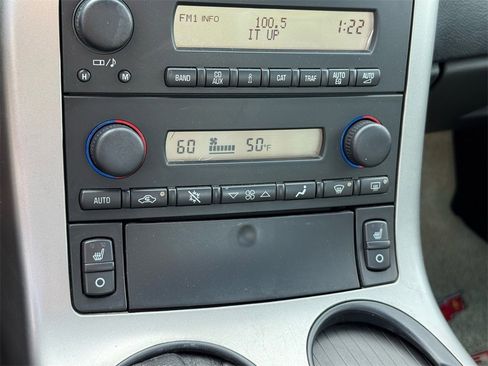 FM1 INFO 100.5 1:22
IT UP
H M
BAND CD AUX CAT TRAF AUTO EQ AUTO
60 50°F
AUTO